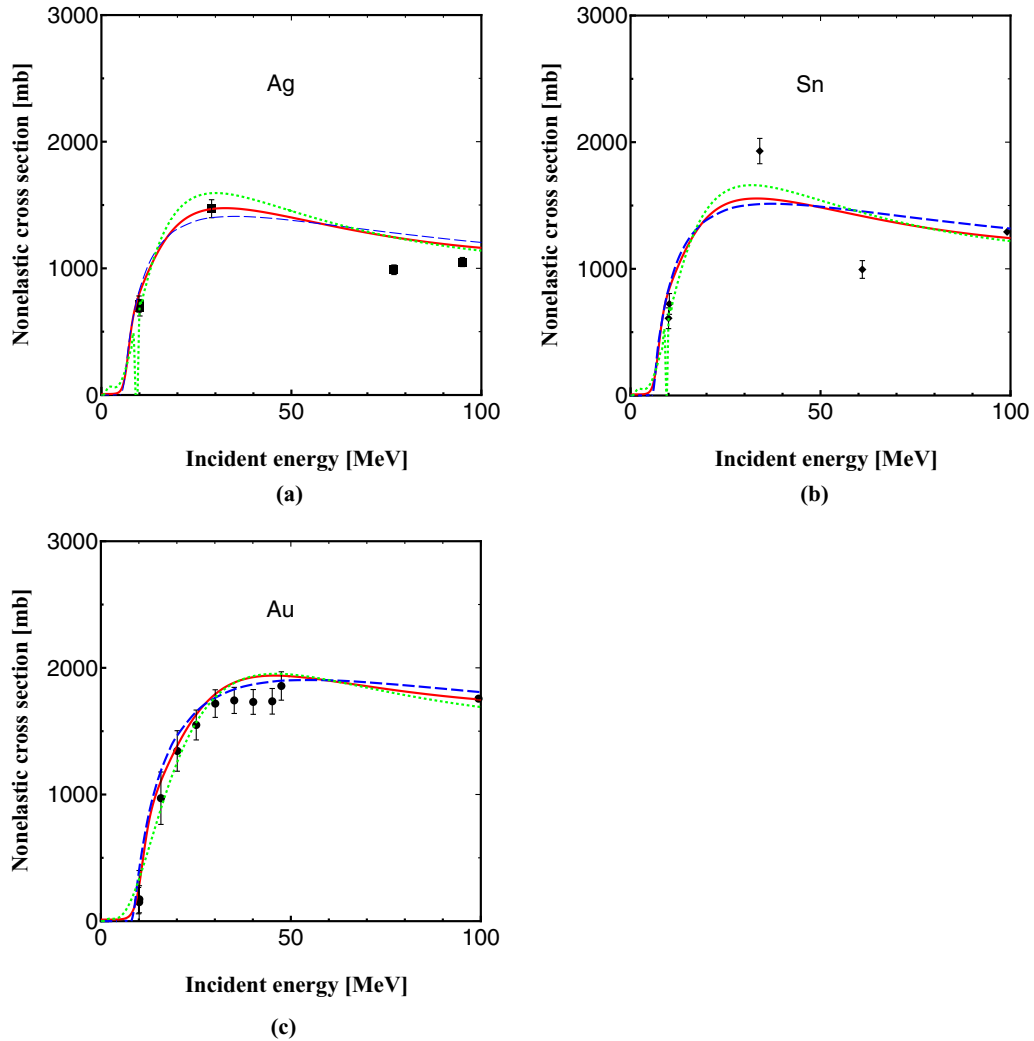 3000
2000
1000
0
Nonelastic cross section [mb]
Ag
0
50
100
Incident energy [MeV]
(a)
3000
2000
1000
0
Nonelastic cross section [mb]
Sn
0
50
100
Incident energy [MeV]
(b)
3000
2000
1000
0
Nonelastic cross section [mb]
Au
0
50
100
Incident energy [MeV]
(c)